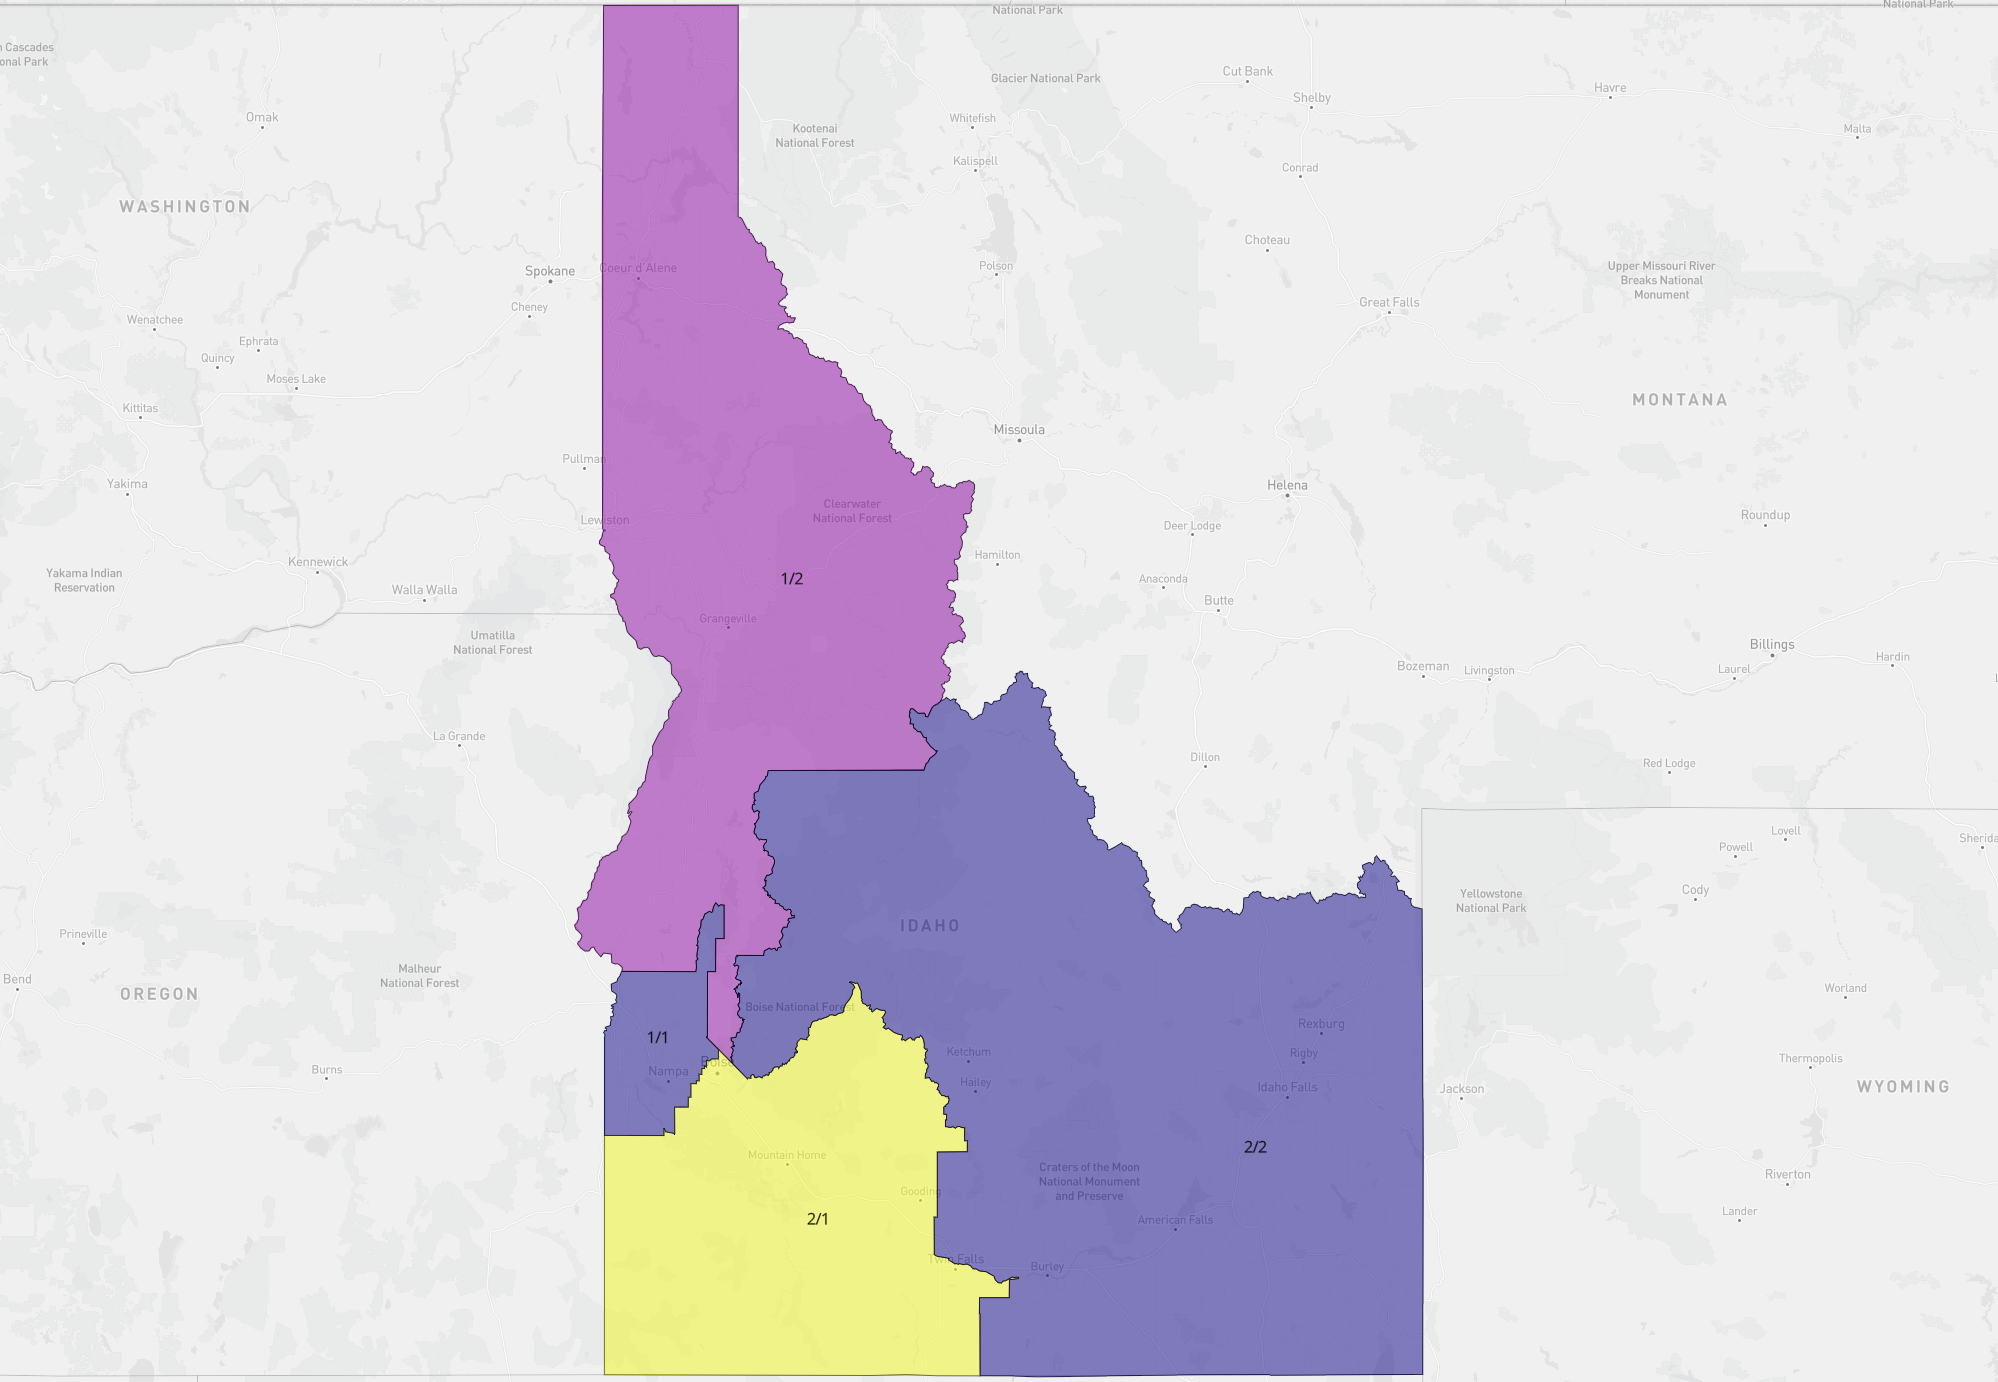 National Park
National Park
n Cascades
onal Park
Glacier National Park
Cut Bank
Shelby
Havre
Malta
Omak
Whitefish
Kootenai
National Forest
Kalispell
Conrad
WASHINGTON
Choteau
Spokane
Coeur d'Alene
Polson
Upper Missouri River
Breaks National
Monument
Cheney
Great Falls
Wenatchee
Ephrata
Quincy
Moses Lake
MONTANA
Kittitas
Missoula
Pullman
Yakima
Helena
Clearwater
National Forest
Lewiston
Deer Lodge
Roundup
Kennewick
Hamilton
Yakama Indian
Reservation
Walla Walla
1/2
Anaconda
Butte
Grangeville
Umatilla
National Forest
Billings
Hardin
Bozeman
Livingston
Laurel
La Grande
Dillon
Red Lodge
Lovell
Powell
Sherida
Cody
Yellowstone
National Park
IDAHO
Prineville
Malheur
National Forest
Bend
OREGON
Worland
Boise National Forest
Rexburg
1/1
Ketchum
Rigby
Thermopolis
Burns
Nampa
Boise
Hailey
Idaho Falls
Jackson
WYOMING
Mountain Home
2/2
Craters of the Moon
National Monument
and Preserve
Riverton
Gooding
Lander
2/1
American Falls
Twin Falls
Burley